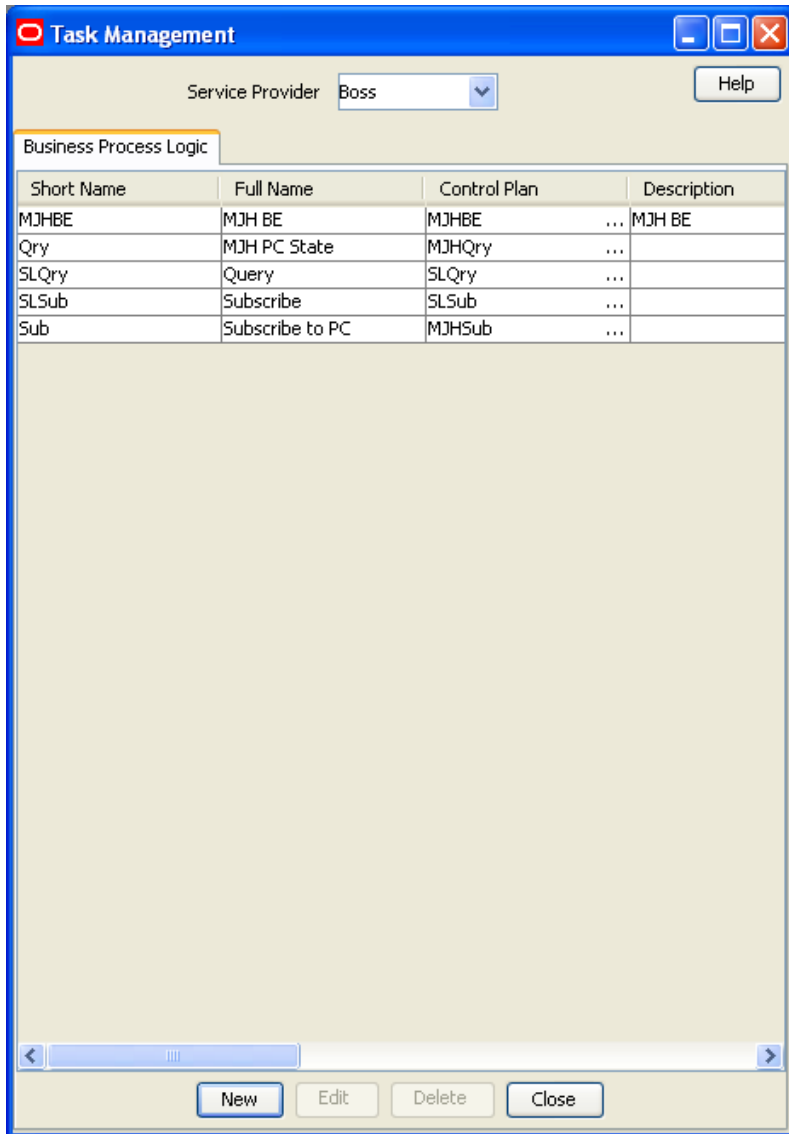 Task Management
Service Provider Boss Help
Business Process Logic
Short Name Full Name Control Plan Description
MJHBE MJH BE MJHBE ... MJH BE
Qry MJH PC State MJHQry ...
SLQry Query SLQry ...
SLSub Subscribe SLSub ...
Sub Subscribe to PC MJHSub ...
New Edit Delete Close